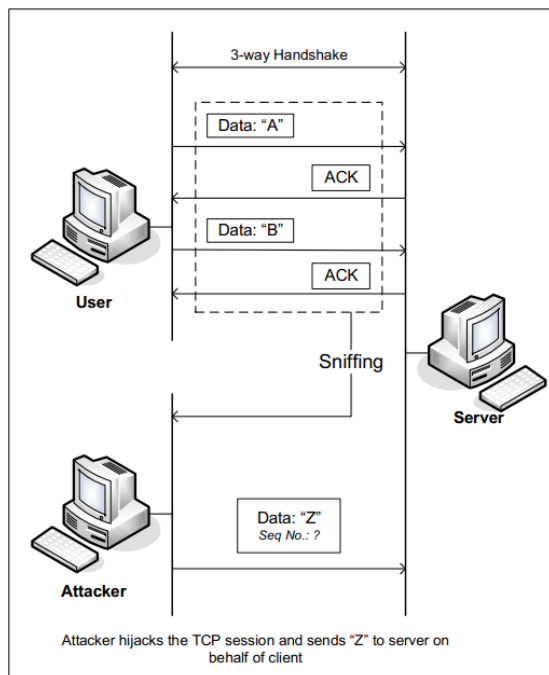 3-way Handshake
Data: “A”
ACK
Data: “B”
ACK
User
Sniffing
Server
Data: “Z”
Seq No.: ?
Attacker
Attacker hijacks the TCP session and sends “Z” to server on
behalf of client